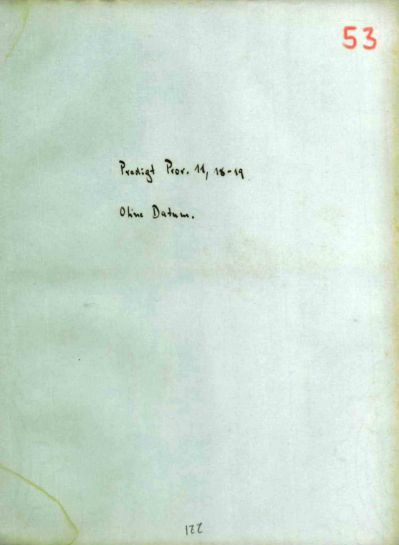 53
Predigt Prov. 11, 18-19
Ohne Datum.
122